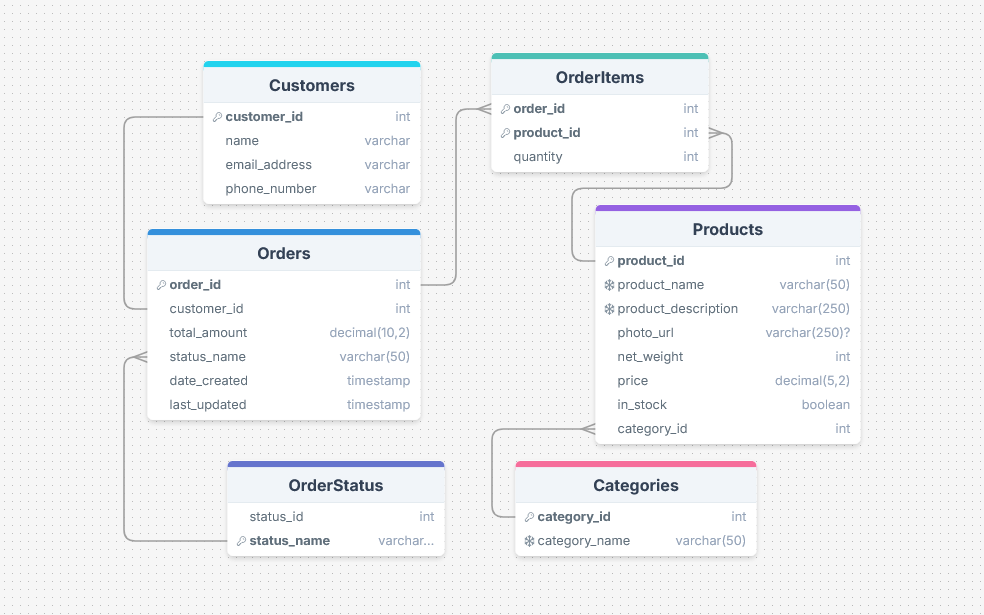 Customers
customer_id int
name varchar
email_address varchar
phone_number varchar
OrderItems
order_id int
product_id int
quantity int
Orders
order_id int
customer_id int
total_amount decimal(10,2)
status_name varchar(50)
date_created timestamp
last_updated timestamp
Products
product_id int
product_name varchar(50)
product_description varchar(250)
photo_url varchar(250)?
net_weight int
price decimal(5,2)
in_stock boolean
category_id int
OrderStatus
status_id int
status_name varchar...
Categories
category_id int
category_name varchar(50)